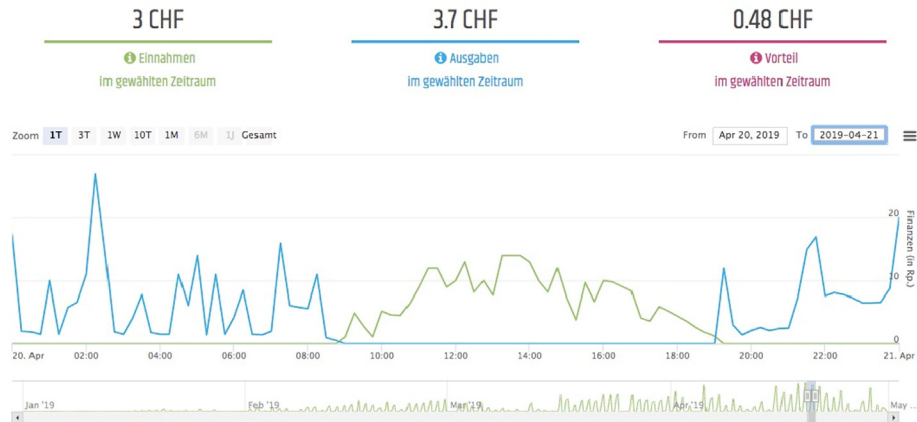 3 CHF
3.7 CHF
0.48 CHF
Einnahmen
Ausgaben
Vorteil
im gewählten Zeitraum
im gewählten Zeitraum
im gewählten Zeitraum
Zoom 1T 3T 1W 10T 1M 6M 1J Gesamt
From Apr 20, 2019 To 2019-04-21
20
10
0
Finanzen (in Rp.)
20. Apr 02:00 04:00 06:00 08:00 10:00 12:00 14:00 16:00 18:00 20:00 22:00 21. Apr
Jan '19 Feb '19 Mar '19 Apr '19 May ...